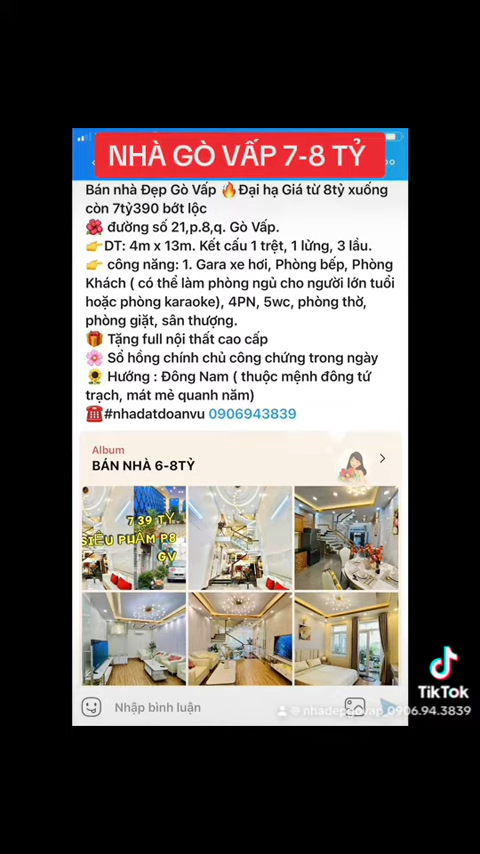 NHÀ GÒ VẤP 7-8 TỶ
Bán nhà Đẹp Gò Vấp 🔥Đại hạ Giá từ 8tỷ xuống
còn 7tỷ390 bớt lộc
🌺 đường số 21,p.8,q. Gò Vấp.
👉DT: 4m x 13m. Kết cấu 1 trệt, 1 lửng, 3 lầu.
👉 công năng: 1. Gara xe hơi, Phòng bếp, Phòng
Khách ( có thể làm phòng ngủ cho người lớn tuổi
hoặc phòng karaoke), 4PN, 5wc, phòng thờ,
phòng giặt, sân thượng.
🎁 Tặng full nội thất cao cấp
🌸 Sổ hồng chính chủ công chứng trong ngày
🌻 Hướng : Đông Nam ( thuộc mệnh đông tứ
trạch, mát mẻ quanh năm)
☎️#nhadatdoanvu 0906943839
Album
BÁN NHÀ 6-8TỶ
7.39 TỶ
SIÊU PHẨM P8
GV
Nhập bình luận
TikTok
@nhadepgovap_0906.94.3839